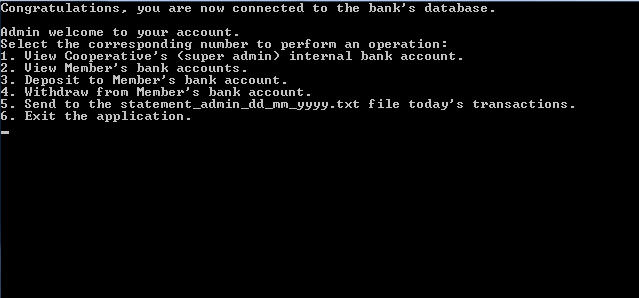 Congratulations, you are now connected to the bank's database.
Admin welcome to your account.
Select the corresponding number to perform an operation:
1. View Cooperative's (super admin) internal bank account.
2. View Member's bank accounts.
3. Deposit to Member's bank account.
4. Withdraw from Member's bank account.
5. Send to the statement_admin_dd_mm_yyyy.txt file today's transactions.
6. Exit the application.